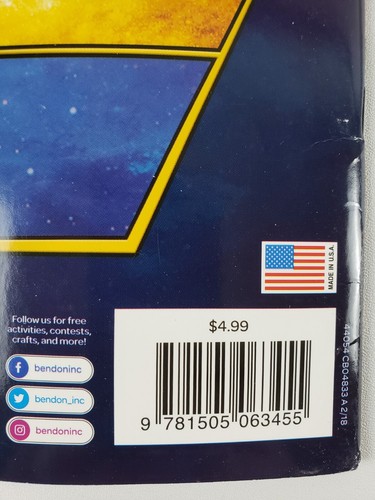 MADE IN U.S.A.
Follow us for free
activities, contests,
crafts, and more!
bendoninc
bendon_inc
bendoninc
$4.99
9 781505 063455
44054 CB04833 A 2/18